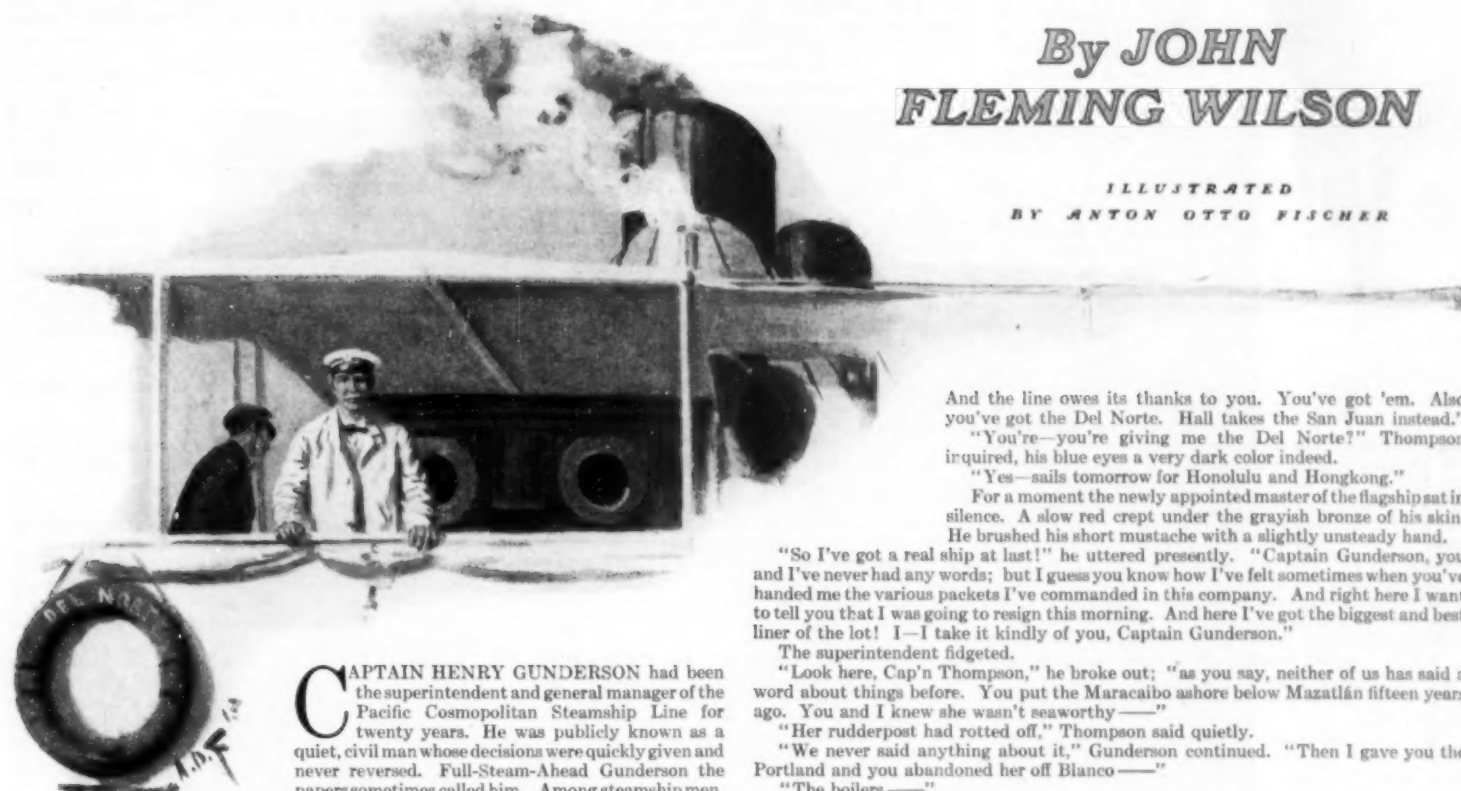 By JOHN
FLEMING WILSON
ILLUSTRATED
BY ANTON OTTO FISCHER
DEL NORTE
CAPTAIN HENRY GUNDERSON had been
the superintendent and general manager of the
Pacific Cosmopolitan Steamship Line for
twenty years. He was publicly known as a
quiet, civil man whose decisions were quickly given and
never reversed. Full-Steam-Ahead Gunderson the
papers sometimes called him. Among steamship men
And the line owes its thanks to you. You've got 'em. Also
you've got the Del Norte. Hall takes the San Juan instead."
"You're—you're giving me the Del Norte?" Thompson
inquired, his blue eyes a very dark color indeed.
"Yes—sails tomorrow for Honolulu and Hongkong."
For a moment the newly appointed master of the flagship sat in
silence. A slow red crept under the grayish bronze of his skin.
He brushed his short mustache with a slightly unsteady hand.
"So I've got a real ship at last!" he uttered presently. "Captain Gunderson, you
and I've never had any words; but I guess you know how I've felt sometimes when you've
handed me the various packets I've commanded in this company. And right here I want
to tell you that I was going to resign this morning. And here I've got the biggest and best
liner of the lot! I—I take it kindly of you, Captain Gunderson."
The superintendent fidgeted.
"Look here, Cap'n Thompson," he broke out; "as you say, neither of us has said a
word about things before. You put the Maracaibo ashore below Mazatlán fifteen years
ago. You and I knew she wasn't seaworthy——"
"Her rudderpost had rotted off," Thompson said quietly.
"We never said anything about it," Gunderson continued. "Then I gave you the
Portland and you abandoned her off Blanco——"
"The boilers——"